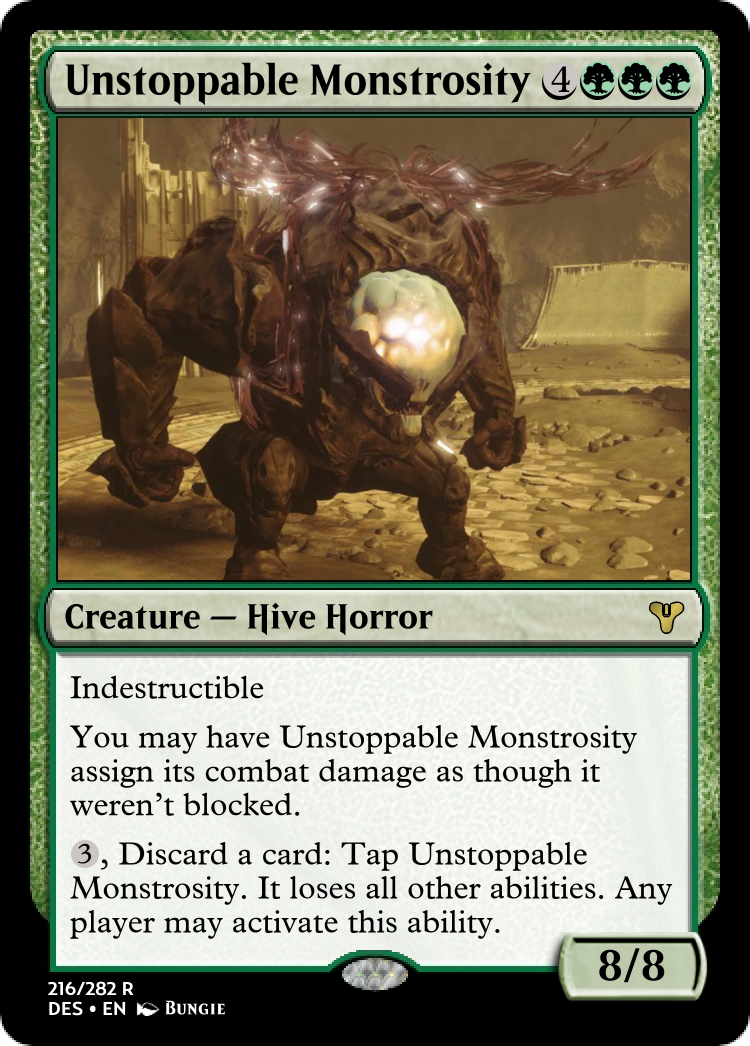 Unstoppable Monstrosity 4
Creature — Hive Horror
Indestructible
You may have Unstoppable Monstrosity
assign its combat damage as though it
weren't blocked.
3, Discard a card: Tap Unstoppable
Monstrosity. It loses all other abilities. Any
player may activate this ability.
8/8
216/282 R
DES • EN Bungie